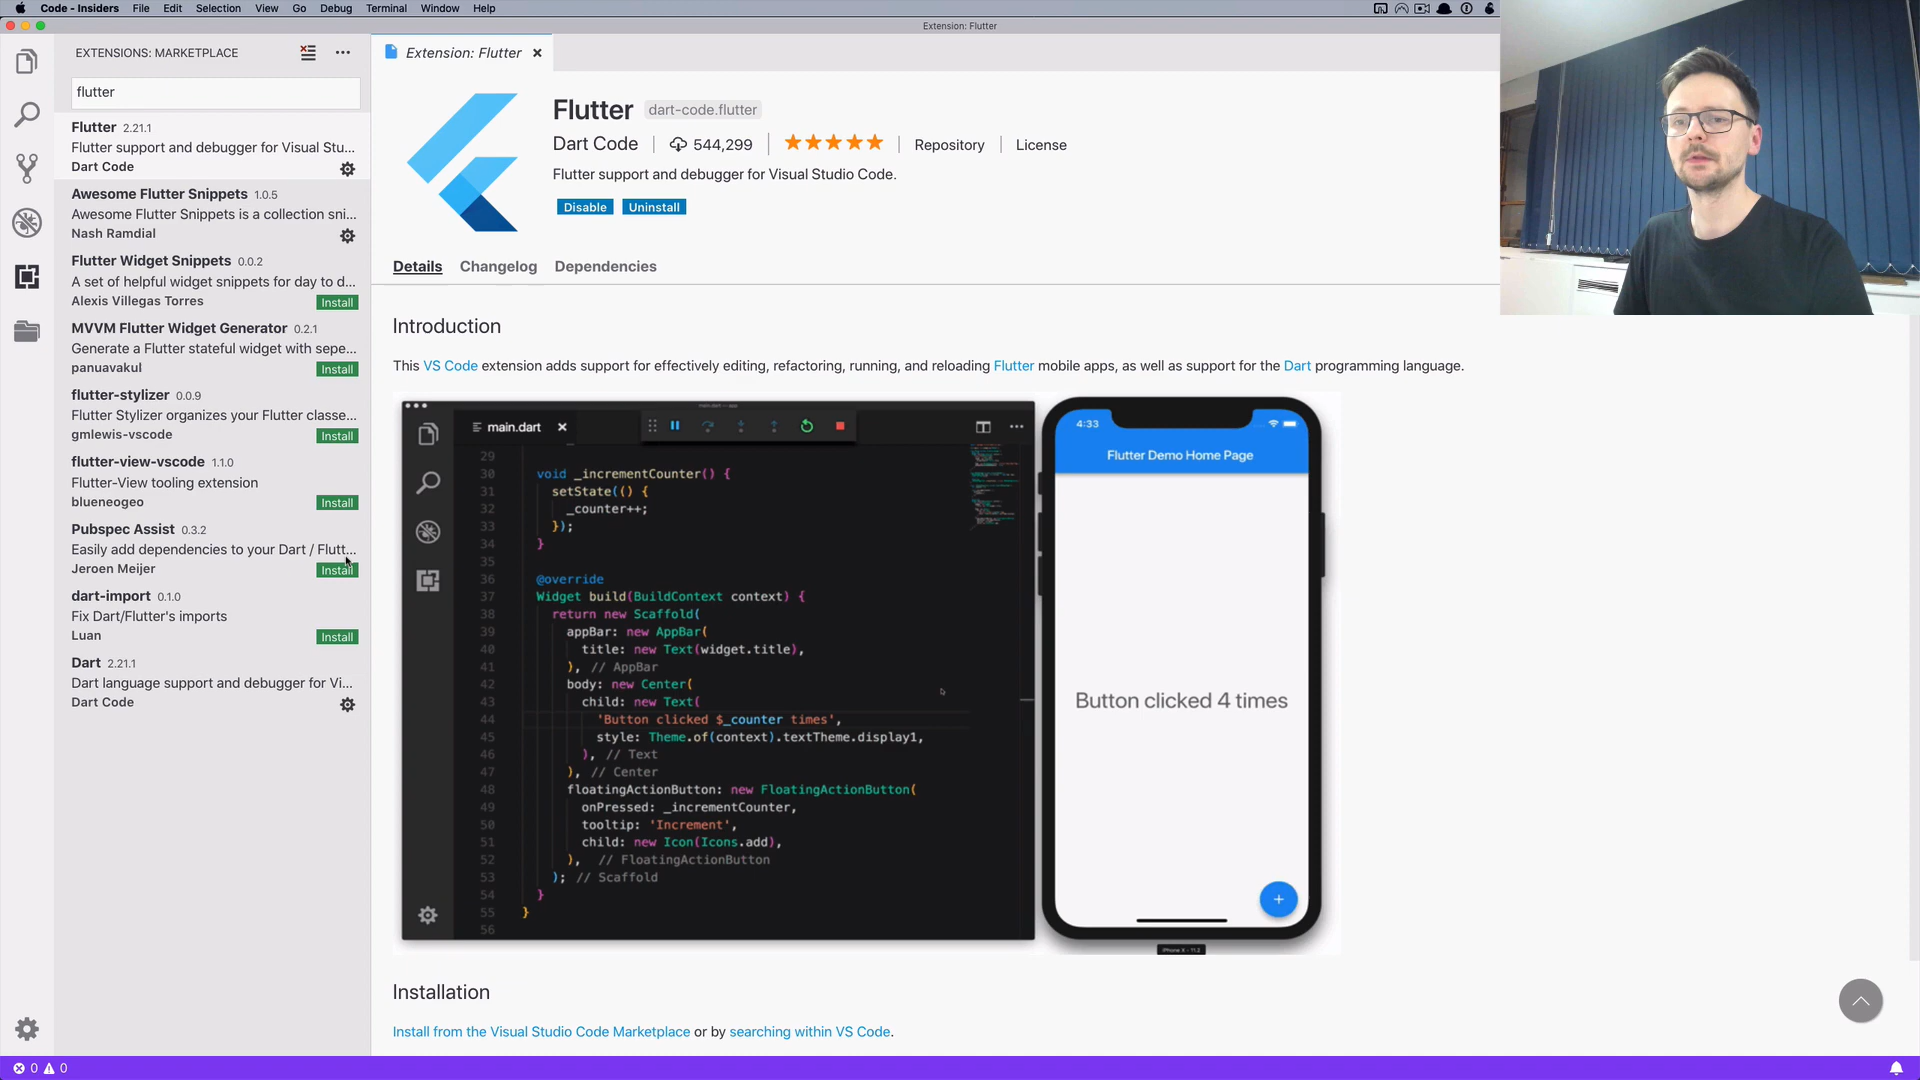 Code - Insiders File Edit Selection View Go Debug Terminal Window Help
Extension: Flutter
EXTENSIONS: MARKETPLACE
flutter
Flutter 2.21.1
Flutter support and debugger for Visual Stu...
Dart Code
Awesome Flutter Snippets 1.0.5
Awesome Flutter Snippets is a collection sni...
Nash Ramdial
Flutter Widget Snippets 0.0.2
A set of helpful widget snippets for day to d...
Alexis Villegas Torres Install
MVVM Flutter Widget Generator 0.2.1
Generate a Flutter stateful widget with sepe...
panuavakul Install
flutter-stylizer 0.0.9
Flutter Stylizer organizes your Flutter classe...
gmlewis-vscode Install
flutter-view-vscode 1.1.0
Flutter-View tooling extension
blueneogeo Install
Pubspec Assist 0.3.2
Easily add dependencies to your Dart / Flutt...
Jeroen Meijer Install
dart-import 0.1.0
Fix Dart/Flutter's imports
Luan Install
Dart 2.21.1
Dart language support and debugger for Vi...
Dart Code
Extension: Flutter
Flutter dart-code.flutter
Dart Code 544,299 Repository License
Flutter support and debugger for Visual Studio Code.
Disable Uninstall
Details Changelog Dependencies
Introduction
This VS Code extension adds support for effectively editing, refactoring, running, and reloading Flutter mobile apps, as well as support for the Dart programming language.
main.dart
29
30 void _incrementCounter() {
31 setState(() {
32 _counter++;
33 });
34 }
35
36 @override
37 Widget build(BuildContext context) {
38 return new Scaffold(
39 appBar: new AppBar(
40 title: new Text(widget.title),
41 ), // AppBar
42 body: new Center(
43 child: new Text(
44 'Button clicked $_counter times',
45 style: Theme.of(context).textTheme.display1,
46 ), // Text
47 ), // Center
48 floatingActionButton: new FloatingActionButton(
49 onPressed: _incrementCounter,
50 tooltip: 'Increment',
51 child: new Icon(Icons.add),
52 ), // FloatingActionButton
53 ); // Scaffold
54 }
55 }
56
4:33
Flutter Demo Home Page
Button clicked 4 times
+
iPhone X - 11.2
Installation
Install from the Visual Studio Code Marketplace or by searching within VS Code.
0 0